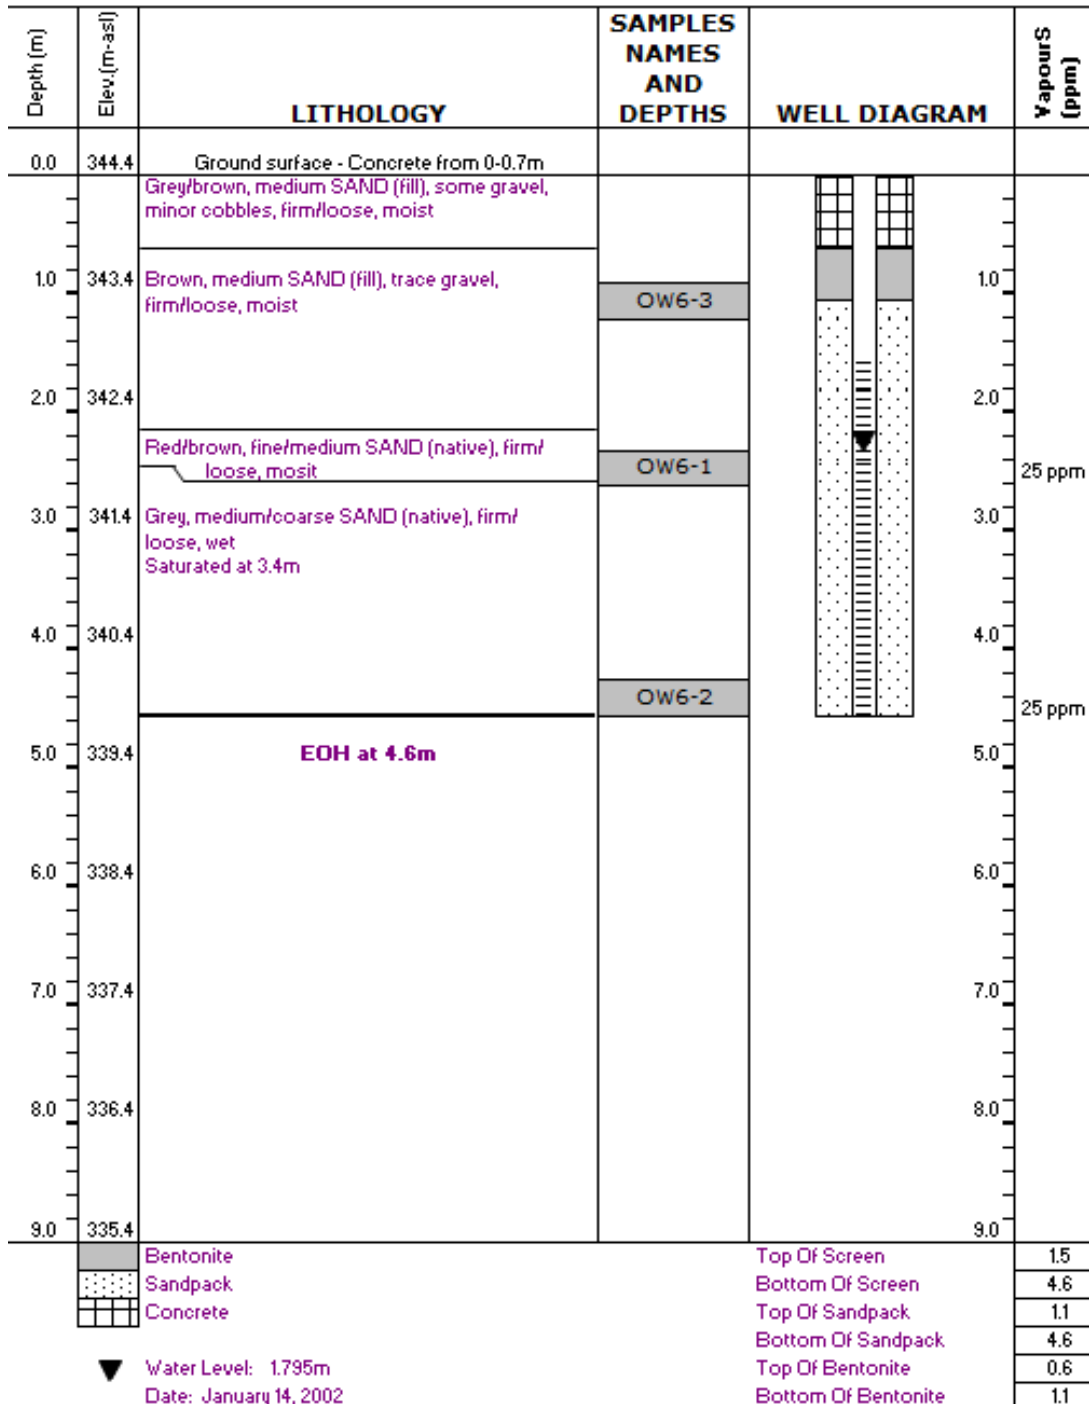 Depth (m)
Elev.(m-asl)
LITHOLOGY
SAMPLES
NAMES
AND
DEPTHS
WELL DIAGRAM
VapourS
(ppm)
0.0 344.4 Ground surface - Concrete from 0-0.7m
Grey/brown, medium SAND (fill), some gravel,
minor cobbles, firm/loose, moist
1.0 343.4 Brown, medium SAND (fill), trace gravel, 1.0
firm/loose, moist
OW6-3
2.0 342.4 2.0
Red/brown, fine/medium SAND (native), firm/
loose, mosit
OW6-1
25 ppm
3.0 341.4 Grey, medium/coarse SAND (native), firm/ 3.0
loose, wet
Saturated at 3.4m
4.0 340.4 4.0
OW6-2
25 ppm
5.0 339.4 EOH at 4.6m 5.0
6.0 338.4 6.0
7.0 337.4 7.0
8.0 336.4 8.0
9.0 335.4 9.0
Bentonite Top Of Screen 1.5
Sandpack Bottom Of Screen 4.6
Concrete Top Of Sandpack 1.1
Bottom Of Sandpack 4.6
Water Level: 1.795m Top Of Bentonite 0.6
Date: January 14, 2002 Bottom Of Bentonite 1.1